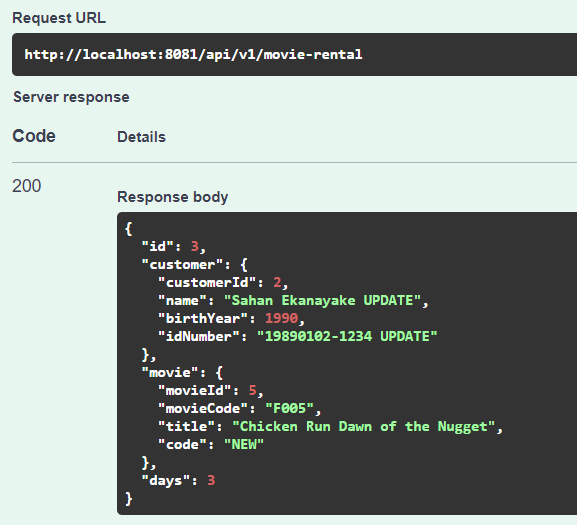 Request URL
http://localhost:8081/api/v1/movie-rental
Server response
Code Details
200
Response body
{
  "id": 3,
  "customer": {
    "customerId": 2,
    "name": "Sahan Ekanayake UPDATE",
    "birthYear": 1990,
    "idNumber": "19890102-1234 UPDATE"
  },
  "movie": {
    "movieId": 5,
    "movieCode": "F005",
    "title": "Chicken Run Dawn of the Nugget",
    "code": "NEW"
  },
  "days": 3
}